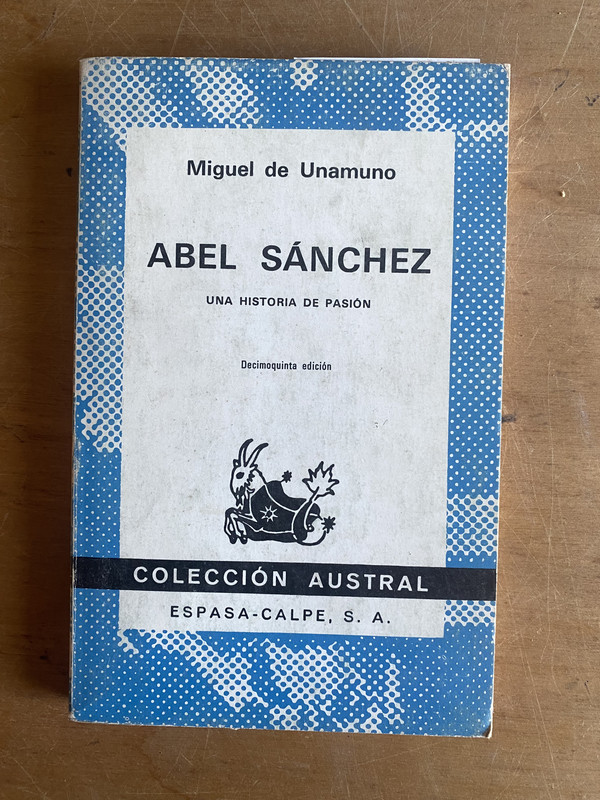 Miguel de Unamuno
ABEL SÁNCHEZ
UNA HISTORIA DE PASIÓN
Decimoquinta edición
COLECCIÓN AUSTRAL
ESPASA-CALPE, S. A.